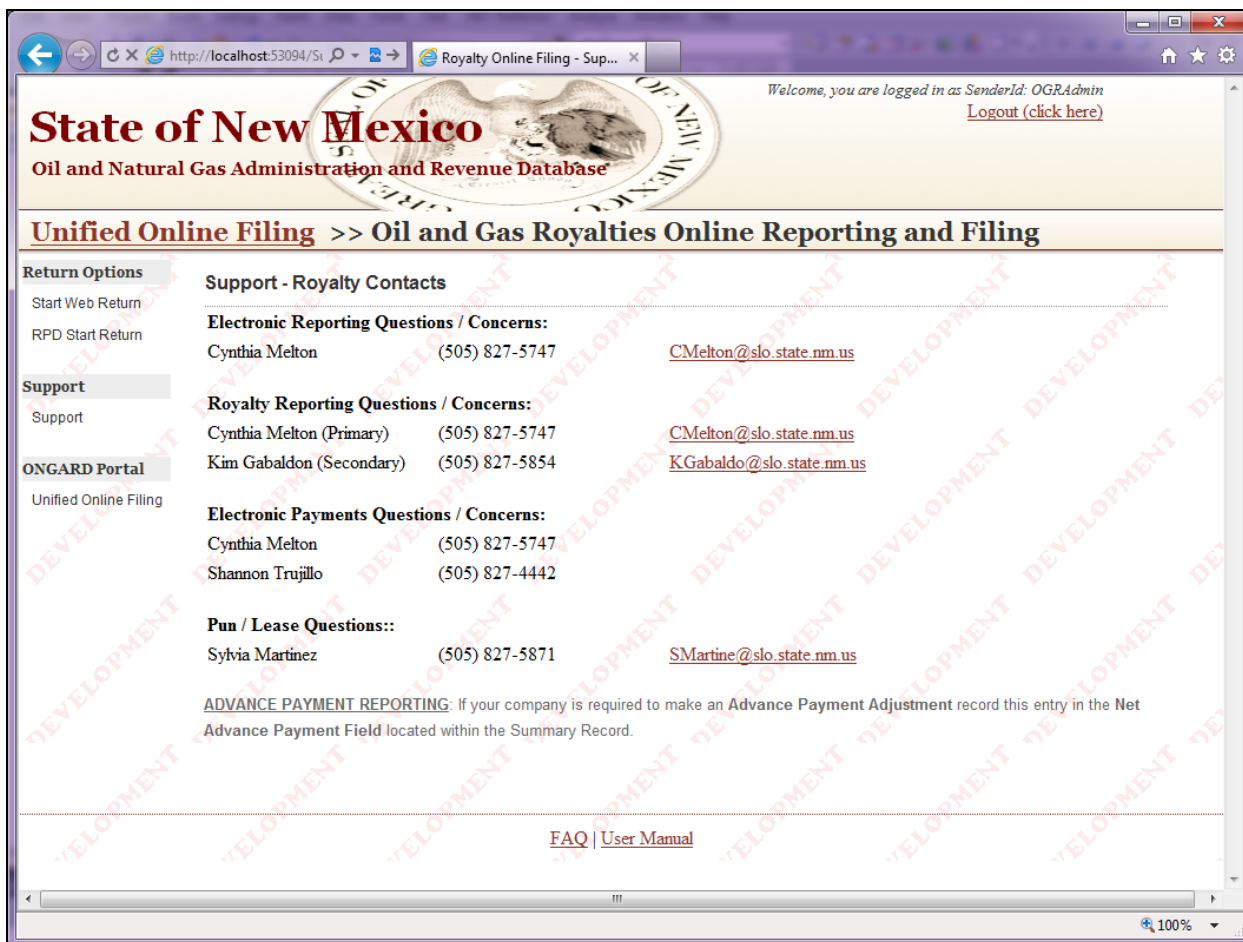 http://localhost:53094/Su
Royalty Online Filing - Sup...
Welcome, you are logged in as SenderId: OGRAdmin
Logout (click here)
State of New Mexico
Oil and Natural Gas Administration and Revenue Database
Unified Online Filing >> Oil and Gas Royalties Online Reporting and Filing
Return Options
Start Web Return
RPD Start Return
Support
Support
ONGARD Portal
Unified Online Filing
Support - Royalty Contacts
Electronic Reporting Questions / Concerns:
Cynthia Melton (505) 827-5747 CMelton@slo.state.nm.us
Royalty Reporting Questions / Concerns:
Cynthia Melton (Primary) (505) 827-5747 CMelton@slo.state.nm.us
Kim Gabaldon (Secondary) (505) 827-5854 KGabaldo@slo.state.nm.us
Electronic Payments Questions / Concerns:
Cynthia Melton (505) 827-5747
Shannon Trujillo (505) 827-4442
Pun / Lease Questions::
Sylvia Martinez (505) 827-5871 SMartine@slo.state.nm.us
ADVANCE PAYMENT REPORTING: If your company is required to make an Advance Payment Adjustment record this entry in the Net
Advance Payment Field located within the Summary Record.
FAQ | User Manual
DEVELOPMENT
100%